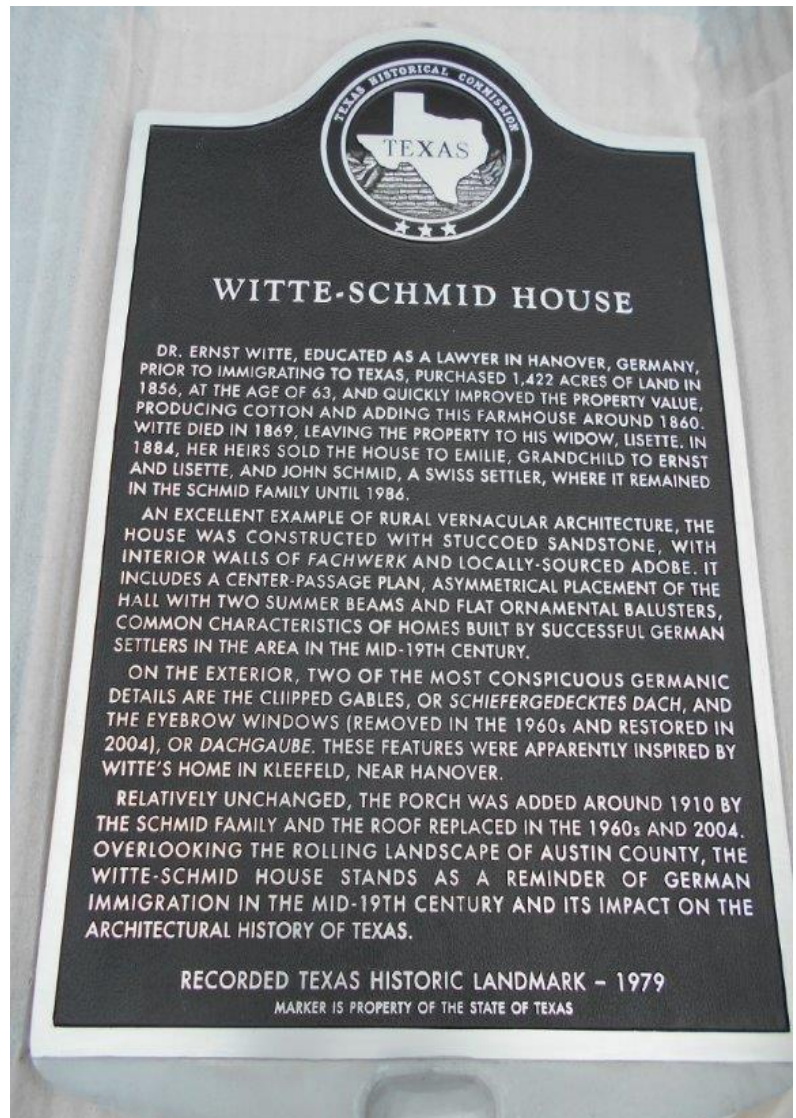 TEXAS HISTORICAL COMMISSION
TEXAS
WITTE-SCHMID HOUSE
DR. ERNST WITTE, EDUCATED AS A LAWYER IN HANOVER, GERMANY,
PRIOR TO IMMIGRATING TO TEXAS, PURCHASED 1,422 ACRES OF LAND IN
1856, AT THE AGE OF 63, AND QUICKLY IMPROVED THE PROPERTY VALUE,
PRODUCING COTTON AND ADDING THIS FARMHOUSE AROUND 1860.
WITTE DIED IN 1869, LEAVING THE PROPERTY TO HIS WIDOW, LISETTE. IN
1884, HER HEIRS SOLD THE HOUSE TO EMILIE, GRANDCHILD TO ERNST
AND LISETTE, AND JOHN SCHMID, A SWISS SETTLER, WHERE IT REMAINED
IN THE SCHMID FAMILY UNTIL 1986.
AN EXCELLENT EXAMPLE OF RURAL VERNACULAR ARCHITECTURE, THE
HOUSE WAS CONSTRUCTED WITH STUCCOED SANDSTONE, WITH
INTERIOR WALLS OF FACHWERK AND LOCALLY-SOURCED ADOBE. IT
INCLUDES A CENTER-PASSAGE PLAN, ASYMMETRICAL PLACEMENT OF THE
HALL WITH TWO SUMMER BEAMS AND FLAT ORNAMENTAL BALUSTERS,
COMMON CHARACTERISTICS OF HOMES BUILT BY SUCCESSFUL GERMAN
SETTLERS IN THE AREA IN THE MID-19TH CENTURY.
ON THE EXTERIOR, TWO OF THE MOST CONSPICUOUS GERMANIC
DETAILS ARE THE CLIIPPED GABLES, OR SCHIEFERGEDECKTES DACH, AND
THE EYEBROW WINDOWS (REMOVED IN THE 1960s AND RESTORED IN
2004), OR DACHGAUBE. THESE FEATURES WERE APPARENTLY INSPIRED BY
WITTE'S HOME IN KLEEFELD, NEAR HANOVER.
RELATIVELY UNCHANGED, THE PORCH WAS ADDED AROUND 1910 BY
THE SCHMID FAMILY AND THE ROOF REPLACED IN THE 1960s AND 2004.
OVERLOOKING THE ROLLING LANDSCAPE OF AUSTIN COUNTY, THE
WITTE-SCHMID HOUSE STANDS AS A REMINDER OF GERMAN
IMMIGRATION IN THE MID-19TH CENTURY AND ITS IMPACT ON THE
ARCHITECTURAL HISTORY OF TEXAS.
RECORDED TEXAS HISTORIC LANDMARK – 1979
MARKER IS PROPERTY OF THE STATE OF TEXAS